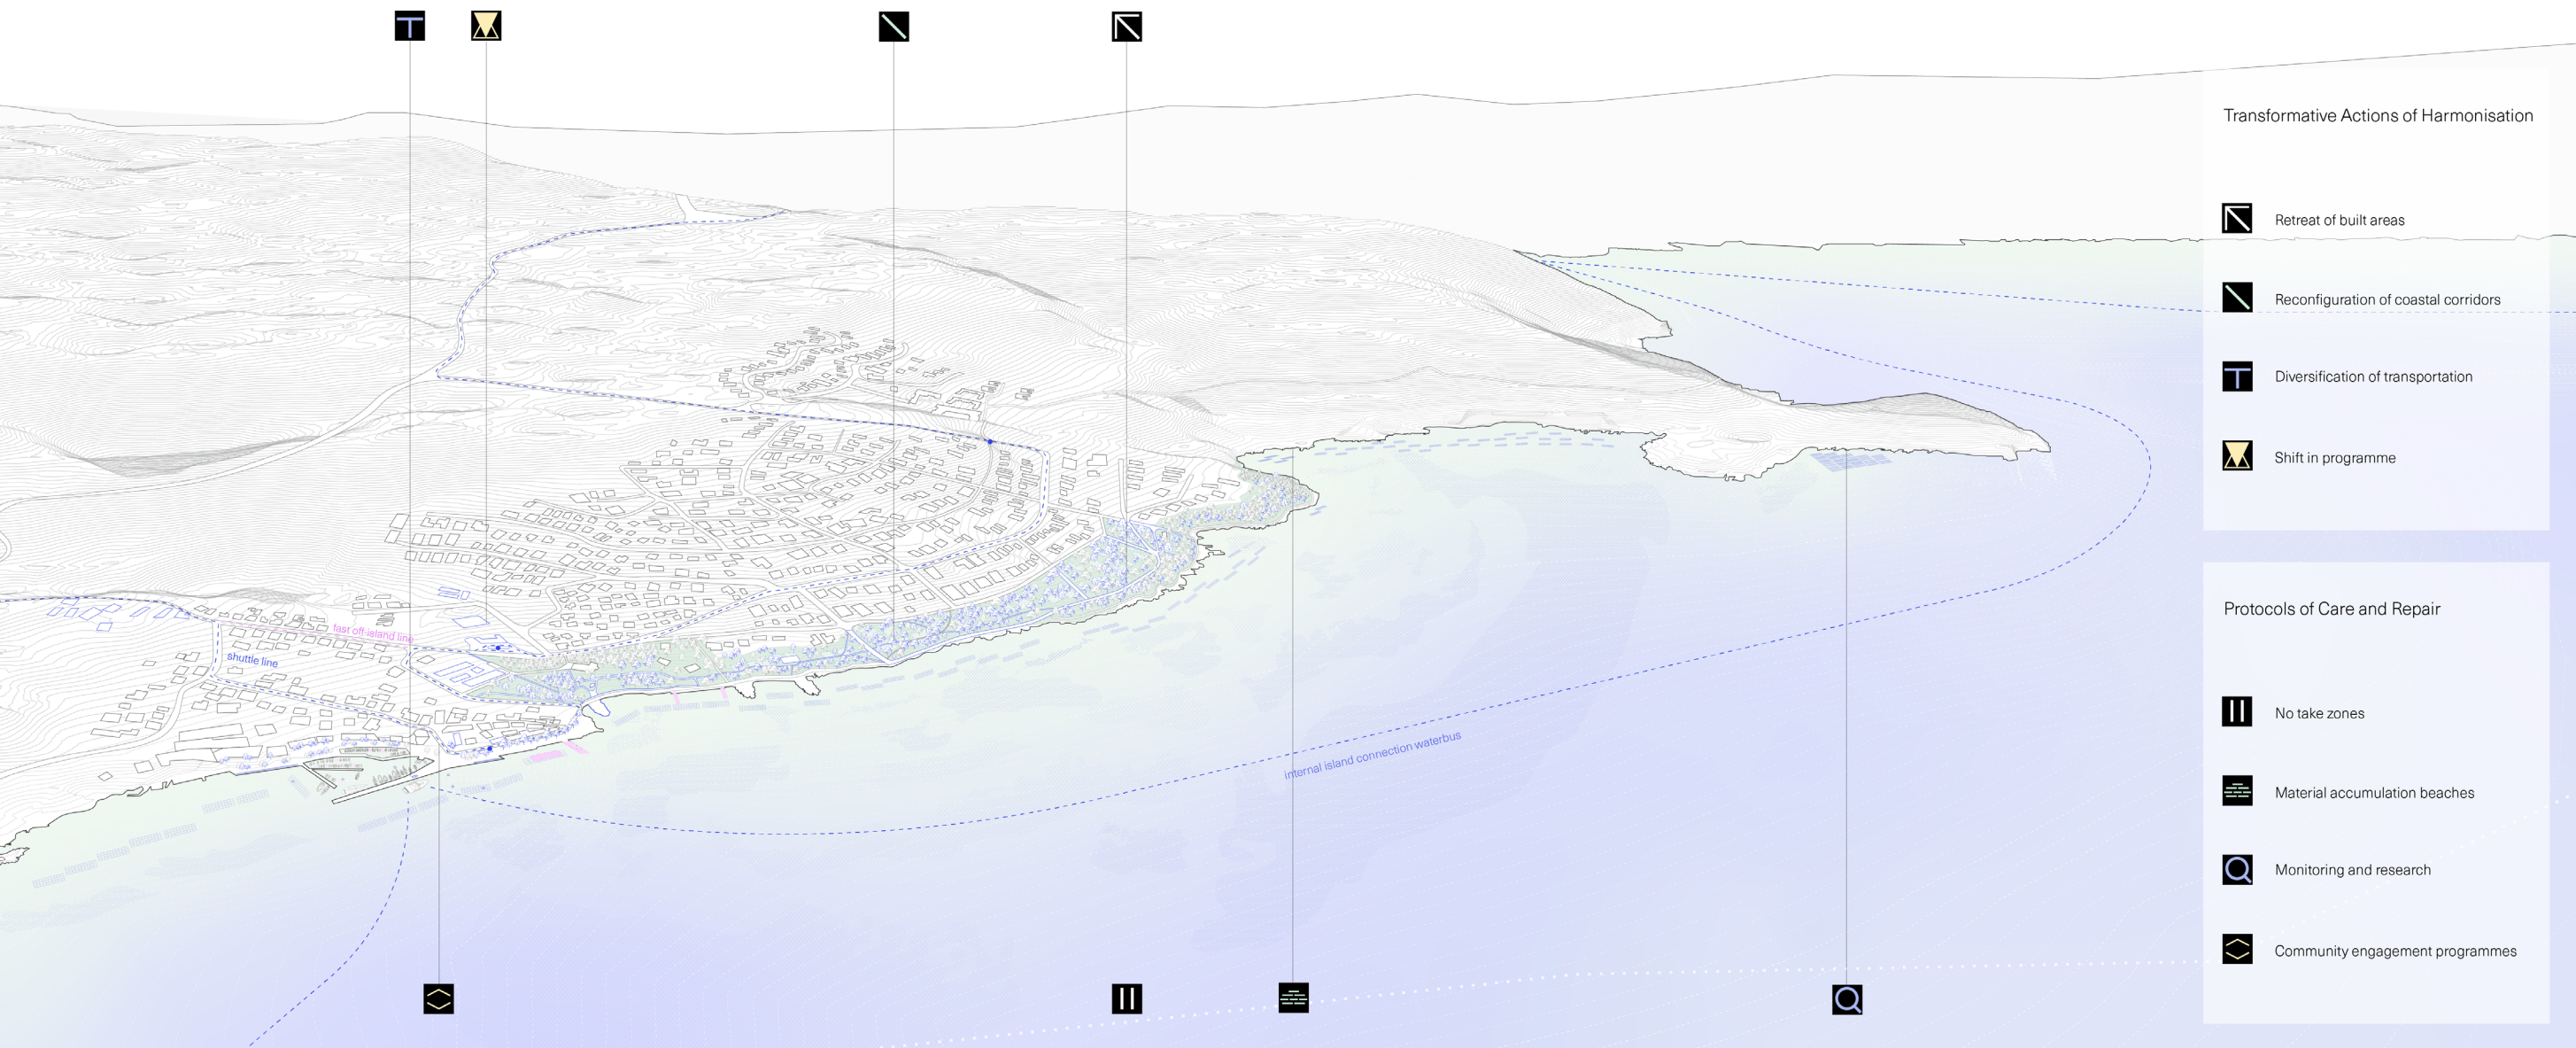 Transformative Actions of Harmonisation
Retreat of built areas
Reconfiguration of coastal corridors
Diversification of transportation
Shift in programme
Protocols of Care and Repair
No take zones
Material accumulation beaches
Monitoring and research
Community engagement programmes
fast off-island line
shuttle line
internal island connection waterbus